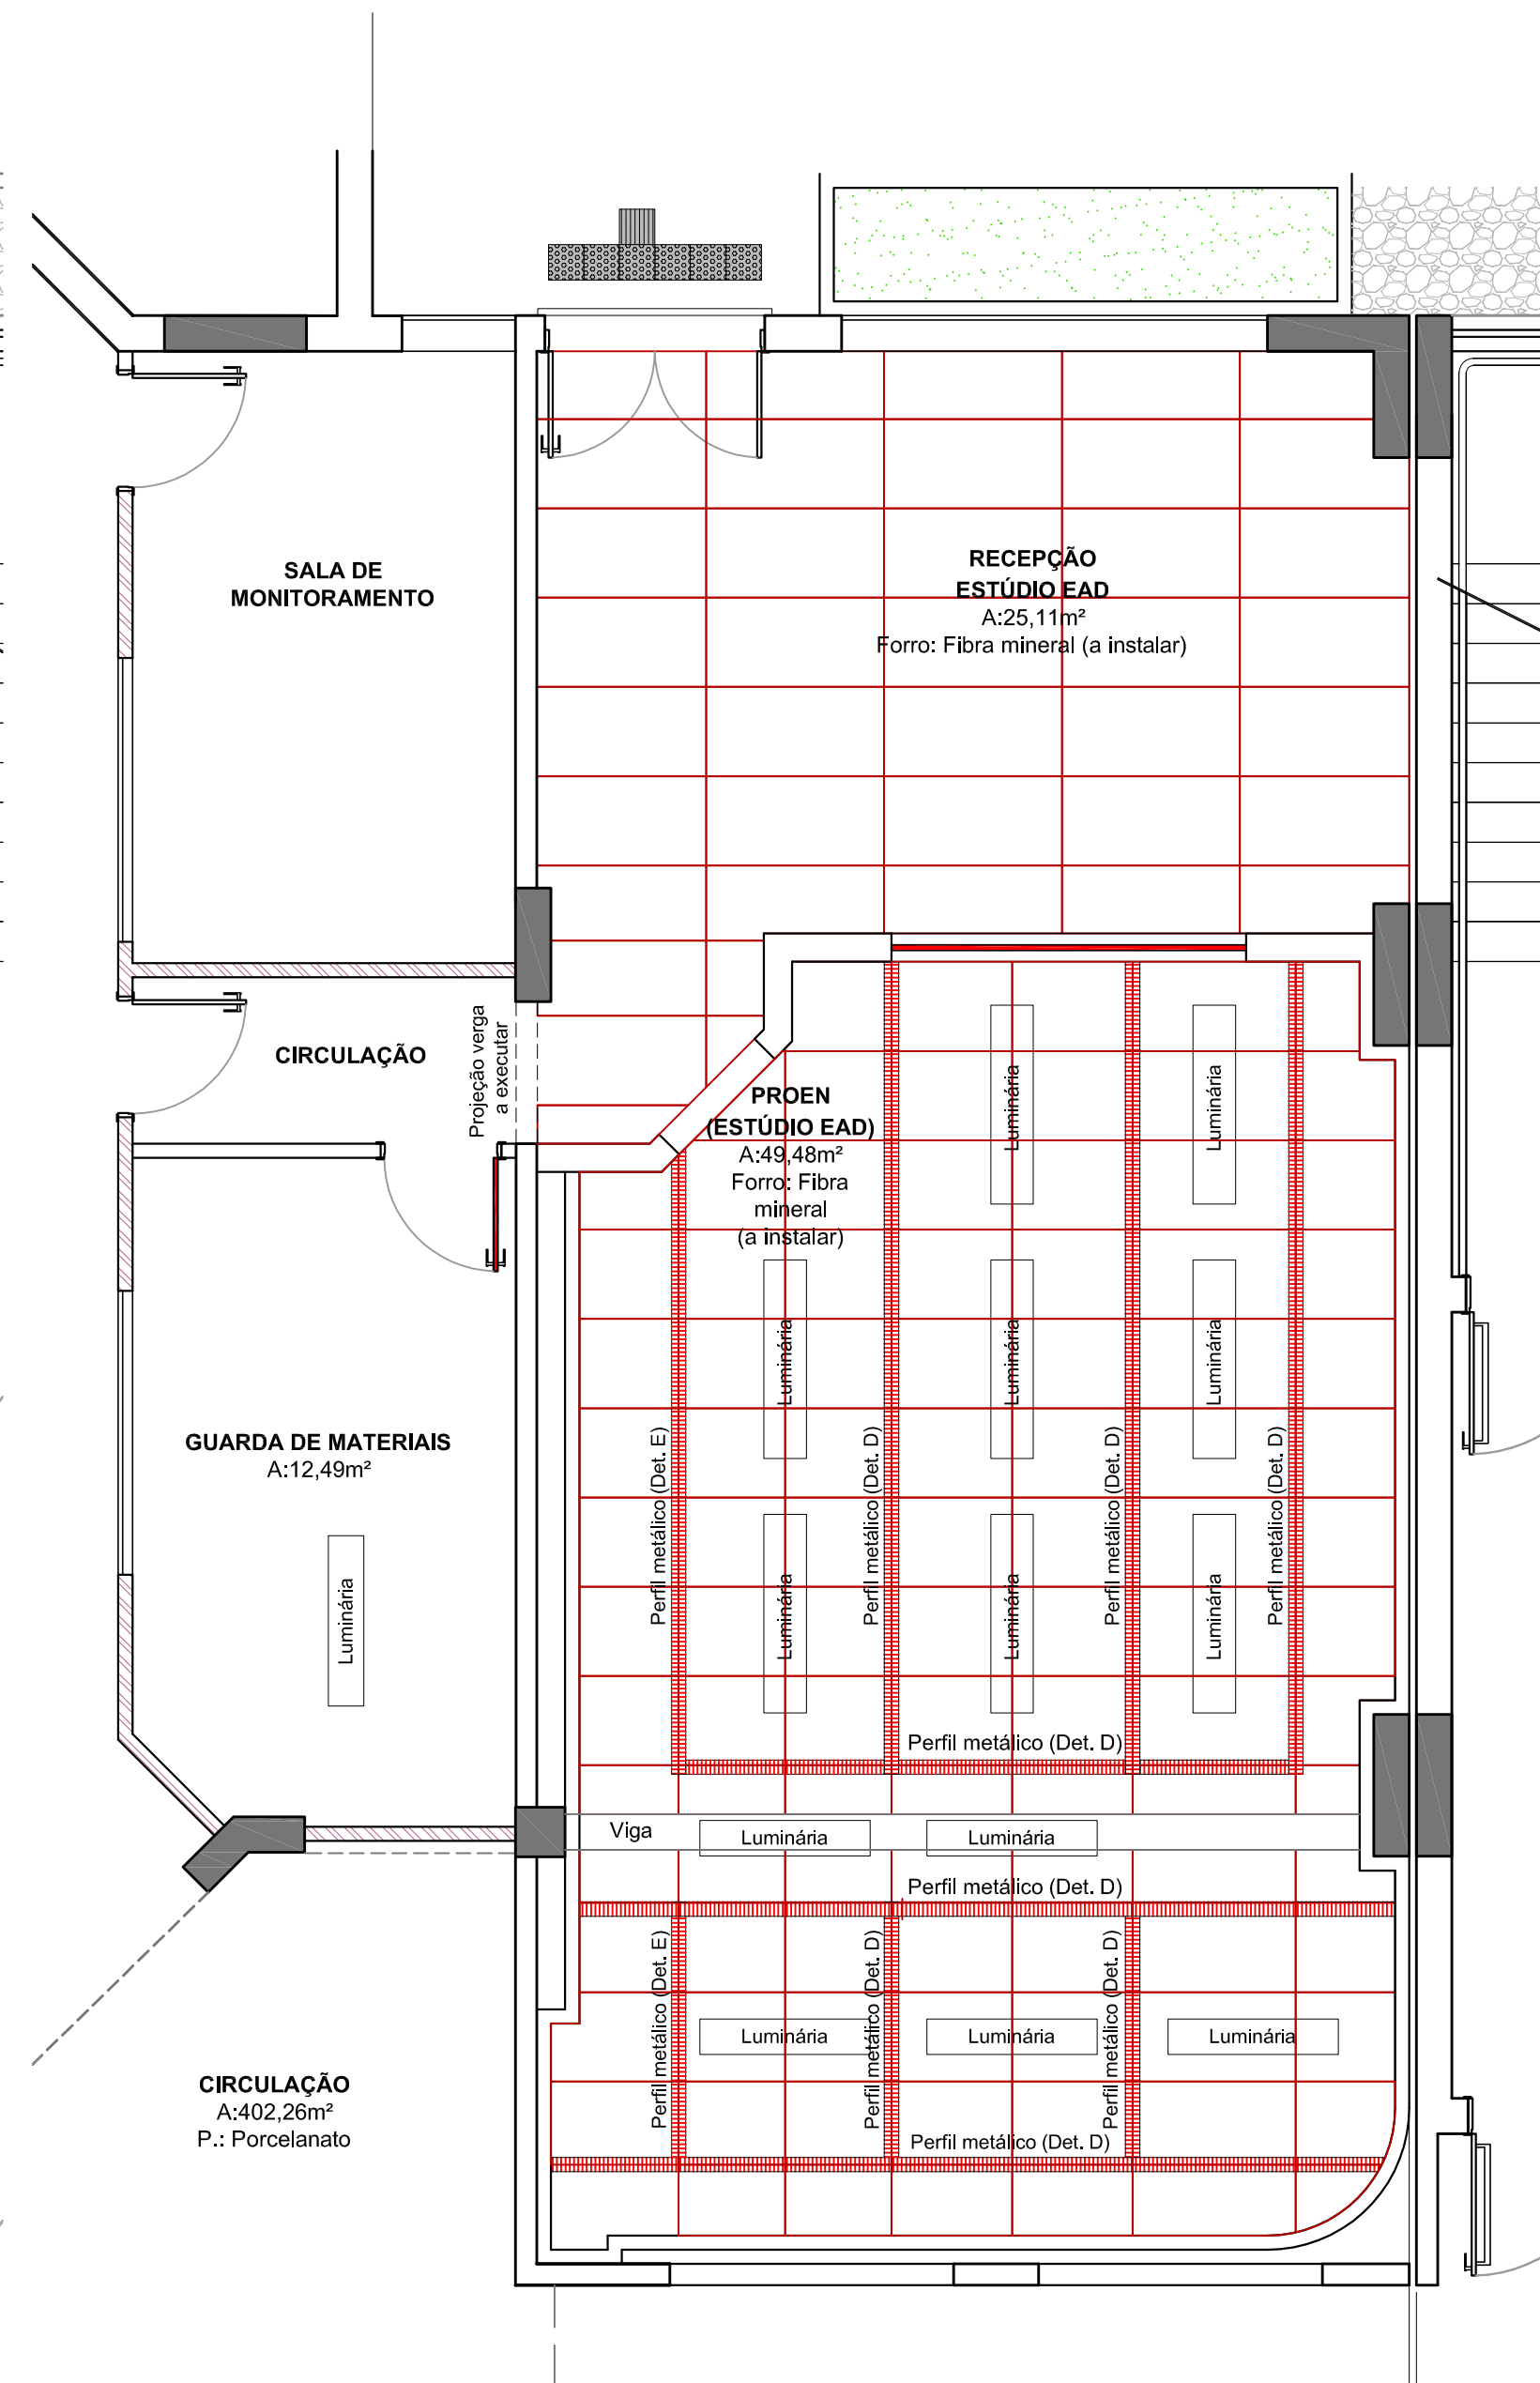 SALA DE
MONITORAMENTO
RECEPÇÃO
ESTÚDIO EAD
A:25,11m²
Forro: Fibra mineral (a instalar)
CIRCULAÇÃO
Projeção verga
a executar
PROEN
(ESTÚDIO EAD)
A:49,48m²
Forro: Fibra
mineral
(a instalar)
Luminária
Luminária
Luminária
Luminária
Luminária
GUARDA DE MATERIAIS
A:12,49m²
Luminária
Perfil metálico (Det. E)
Perfil metálico (Det. D)
Perfil metálico (Det. D)
Perfil metálico (Det. D)
Luminária
Luminária
Luminária
Perfil metálico (Det. D)
Viga
Luminária
Luminária
Perfil metálico (Det. D)
Perfil metálico (Det. E)
Perfil metálico (Det. D)
Perfil metálico (Det. D)
Luminária
Luminária
Luminária
Perfil metálico (Det. D)
CIRCULAÇÃO
A:402,26m²
P.: Porcelanato